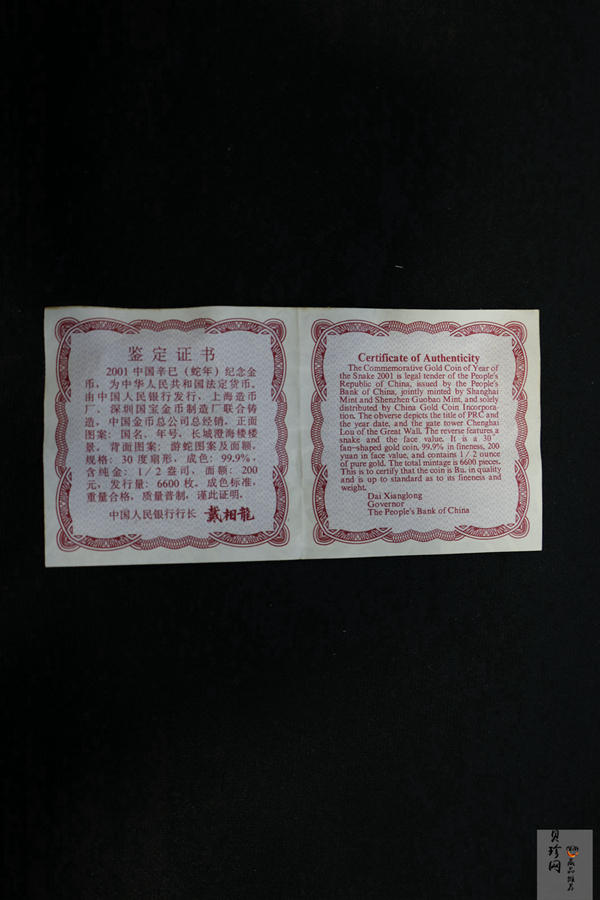 鉴定证书
2001中国辛巳（蛇年）纪念金
币，为中华人民共和国法定货币。
由中国人民银行发行，上海造币
厂、深圳国宝金币制造厂联合铸
造，中国金币总公司总经销。正面
图案：国名、年号、长城澄海楼楼
景，背面图案：游蛇图案及面额。
规格：30度扇形，成色：99.9%，
含纯金：1/2盎司，面额：200
元，发行量：6600枚。成色标准，
重量合格，质量普制，谨此证明。
中国人民银行行长 戴相龍
Certificate of Authenticity
The Commemorative Gold Coin of Year of
the Snake 2001 is legal tender of the People's
Republic of China, issued by the People's
Bank of China, jointly minted by Shanghai
Mint and Shenzhen Guobao Mint, and solely
distributed by China Gold Coin Incorpora-
tion. The obverse depicts the title of PRC and
the year date, and the gate tower Chenghai
Lou of the Great Wall. The reverse features a
snake and the face value. It is a 30°
fan-shaped gold coin, 99.9% in fineness, 200
yuan in face value, and contains 1/2 ounce
of pure gold. The total mintage is 6600 pieces.
This is to certify that the coin is Bu. in quality
and is up to standard as to its fineness and
weight.
Dai Xianglong
Governor
The People's Bank of China
贝珍网
藏品推荐